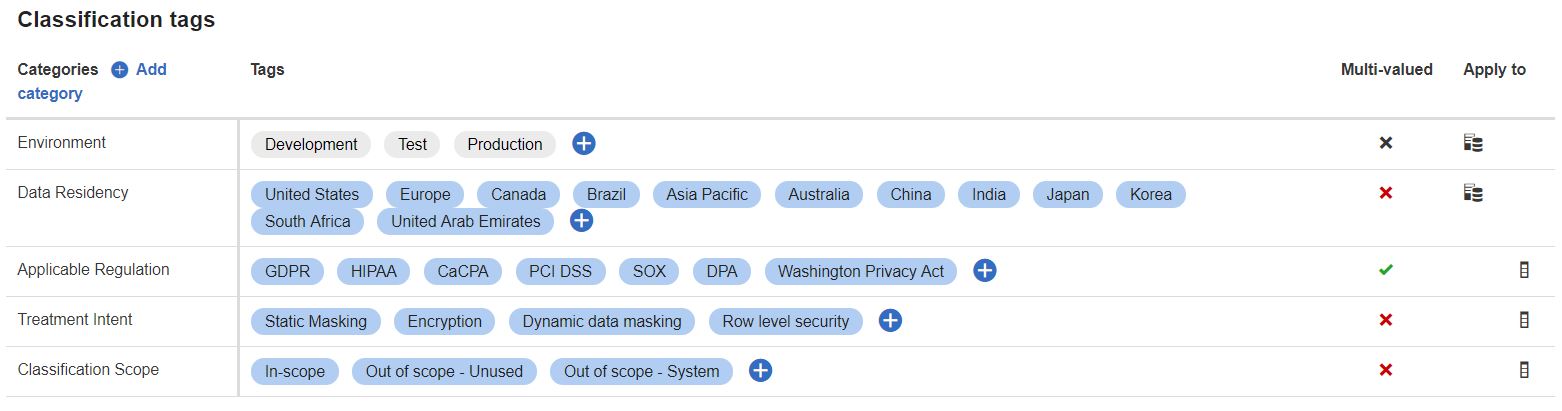 Classification tags
Categories Add Tags Multi-valued Apply to
category
Environment Development Test Production
Data Residency United States Europe Canada Brazil Asia Pacific Australia China India Japan Korea
South Africa United Arab Emirates
Applicable Regulation GDPR HIPAA CaCPA PCI DSS SOX DPA Washington Privacy Act
Treatment Intent Static Masking Encryption Dynamic data masking Row level security
Classification Scope In-scope Out of scope - Unused Out of scope - System